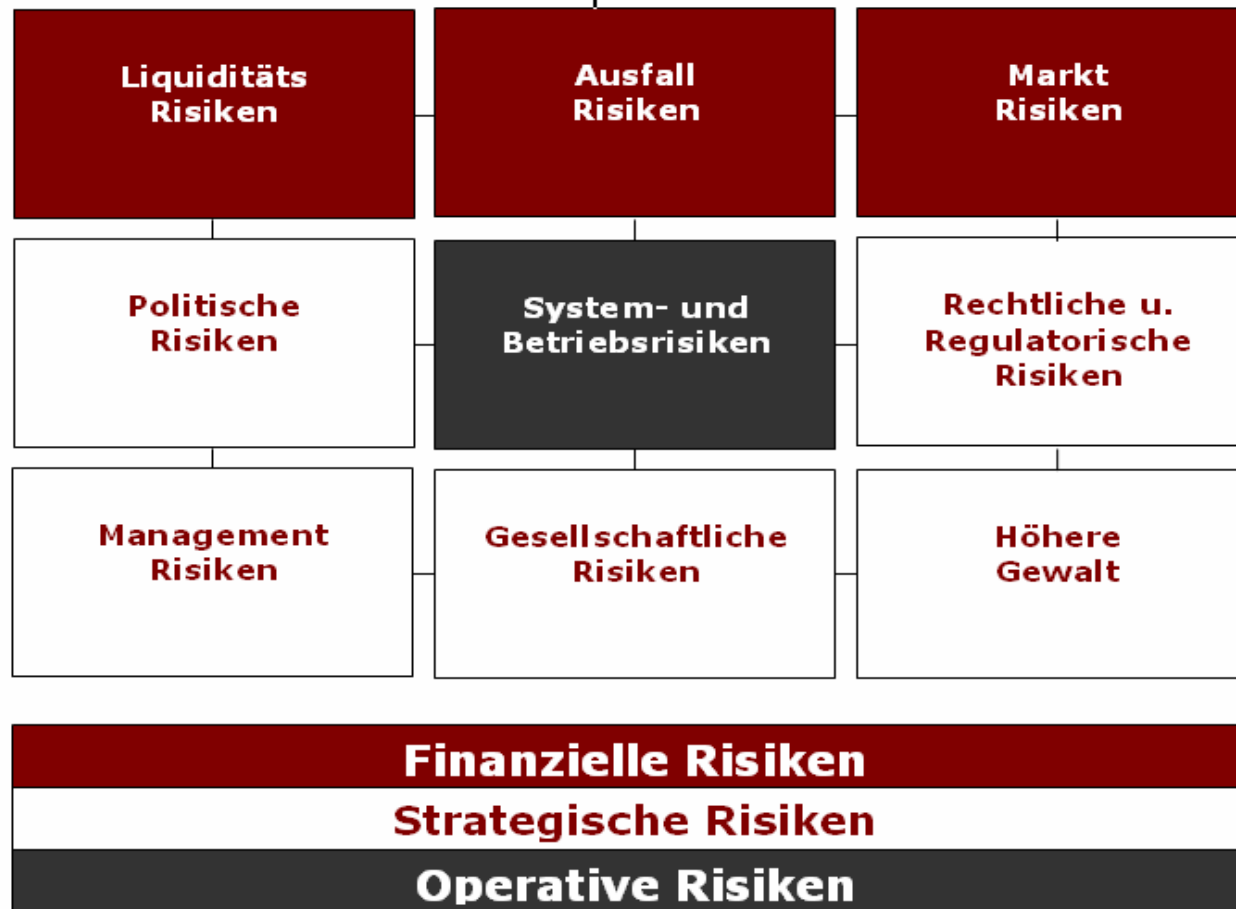 Liquiditäts
Risiken
Ausfall
Risiken
Markt
Risiken
Politische
Risiken
System- und
Betriebsrisiken
Rechtliche u.
Regulatorische
Risiken
Management
Risiken
Gesellschaftliche
Risiken
Höhere
Gewalt
Finanzielle Risiken
Strategische Risiken
Operative Risiken